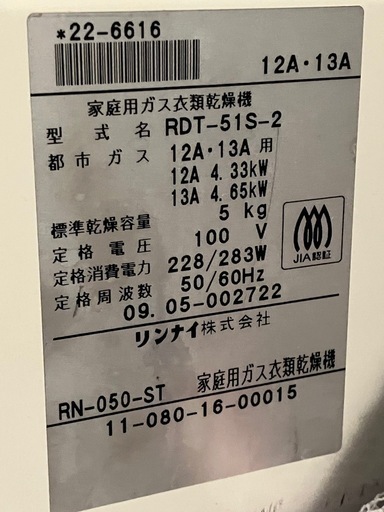 *22-6616
12A・13A
家庭用ガス衣類乾燥機
型式名 RDT-51S-2
都市ガス 12A・13A 用
12A 4.33kW
13A 4.65kW
標準乾燥容量 5 kg
定格電圧 100 V
定格消費電力 228/283W
定格周波数 50/60Hz
09.05-002722
JIA認証
リンナイ株式会社
RN-050-ST 家庭用ガス衣類乾燥機
11-080-16-00015